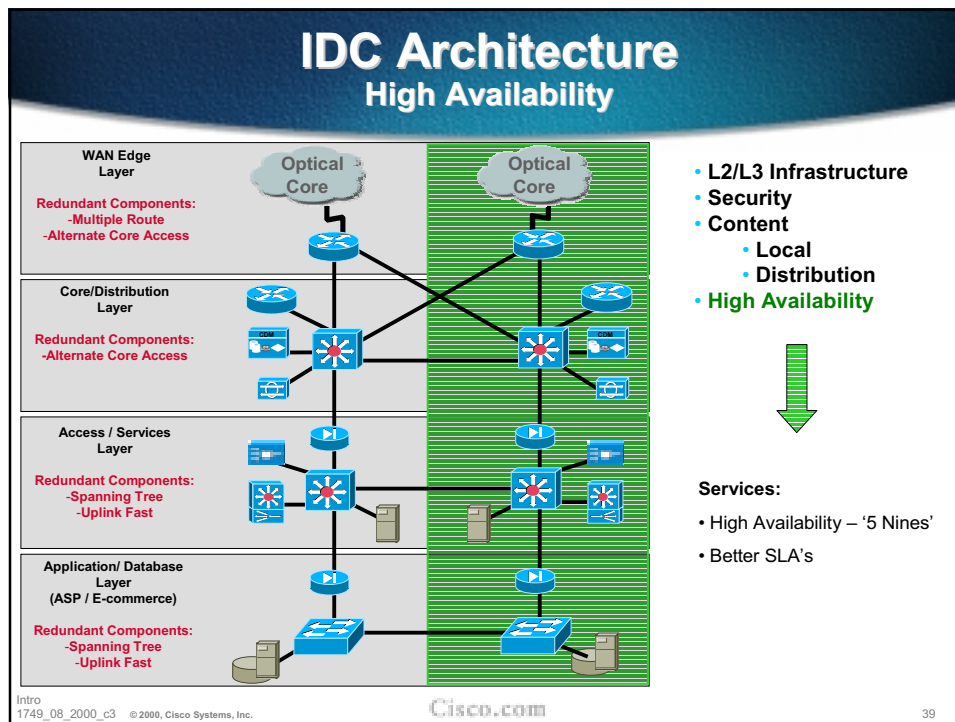 IDC Architecture
High Availability
WAN Edge
Layer
Redundant Components:
-Multiple Route
-Alternate Core Access
Optical
Core
Optical
Core
Core/Distribution
Layer
Redundant Components:
-Alternate Core Access
CDM
CDM
Access / Services
Layer
Redundant Components:
-Spanning Tree
-Uplink Fast
Application/ Database
Layer
(ASP / E-commerce)
Redundant Components:
-Spanning Tree
-Uplink Fast
• L2/L3 Infrastructure
• Security
• Content
• Local
• Distribution
• High Availability
Services:
• High Availability – ‘5 Nines’
• Better SLA’s
Intro
1749_08_2000_c3 © 2000, Cisco Systems, Inc.
Cisco.com
39